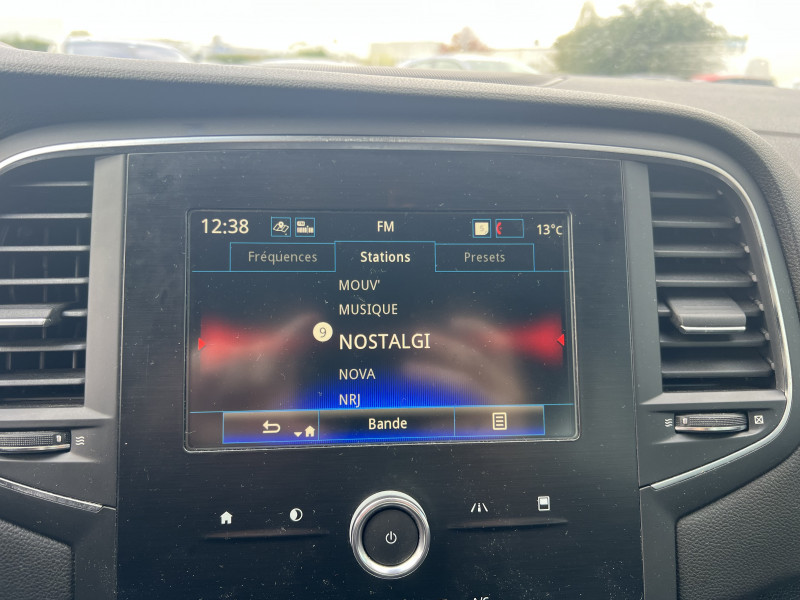 12:38 FM 13°C
Fréquences Stations Presets
MOUV'
MUSIQUE
9 NOSTALGI
NOVA
NRJ
Bande